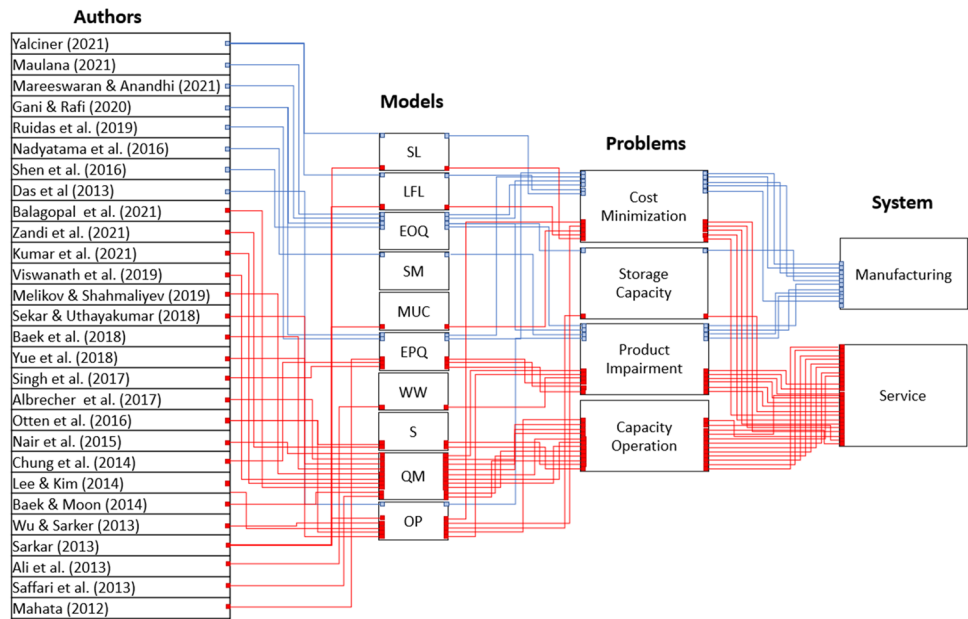 Authors
Yalciner (2021)
Maulana (2021)
Mareeswaran & Anandhi (2021)
Gani & Rafi (2020)
Ruidas et al. (2019)
Nadyatama et al. (2016)
Shen et al. (2016)
Das et al (2013)
Balagopal et al. (2021)
Zandi et al. (2021)
Kumar et al. (2021)
Viswanath et al. (2019)
Melikov & Shahmaliyev (2019)
Sekar & Uthayakumar (2018)
Baek et al. (2018)
Yue et al. (2018)
Singh et al. (2017)
Albrecher et al. (2017)
Otten et al. (2016)
Nair et al. (2015)
Chung et al. (2014)
Lee & Kim (2014)
Baek & Moon (2014)
Wu & Sarker (2013)
Sarkar (2013)
Ali et al. (2013)
Saffari et al. (2013)
Mahata (2012)
Models
SL
LFL
EOQ
SM
MUC
EPQ
WW
S
QM
OP
Problems
Cost
Minimization
Storage
Capacity
Product
Impairment
Capacity
Operation
System
Manufacturing
Service